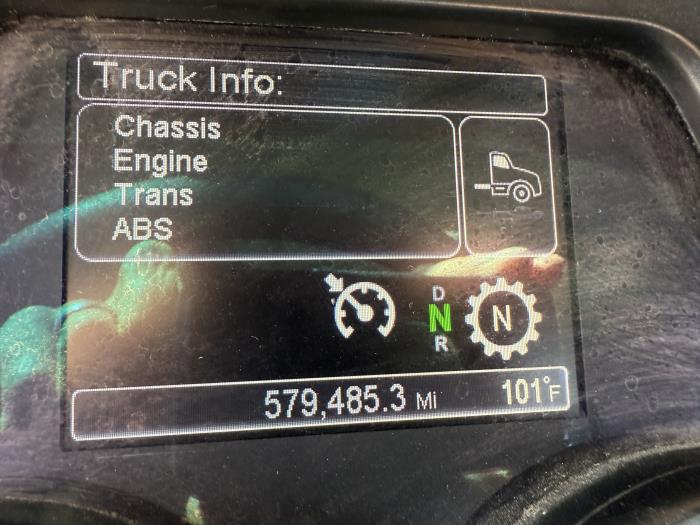 Truck Info:
Chassis
Engine
Trans
ABS
D
N
R
N
579,485.3 Mi
101°F